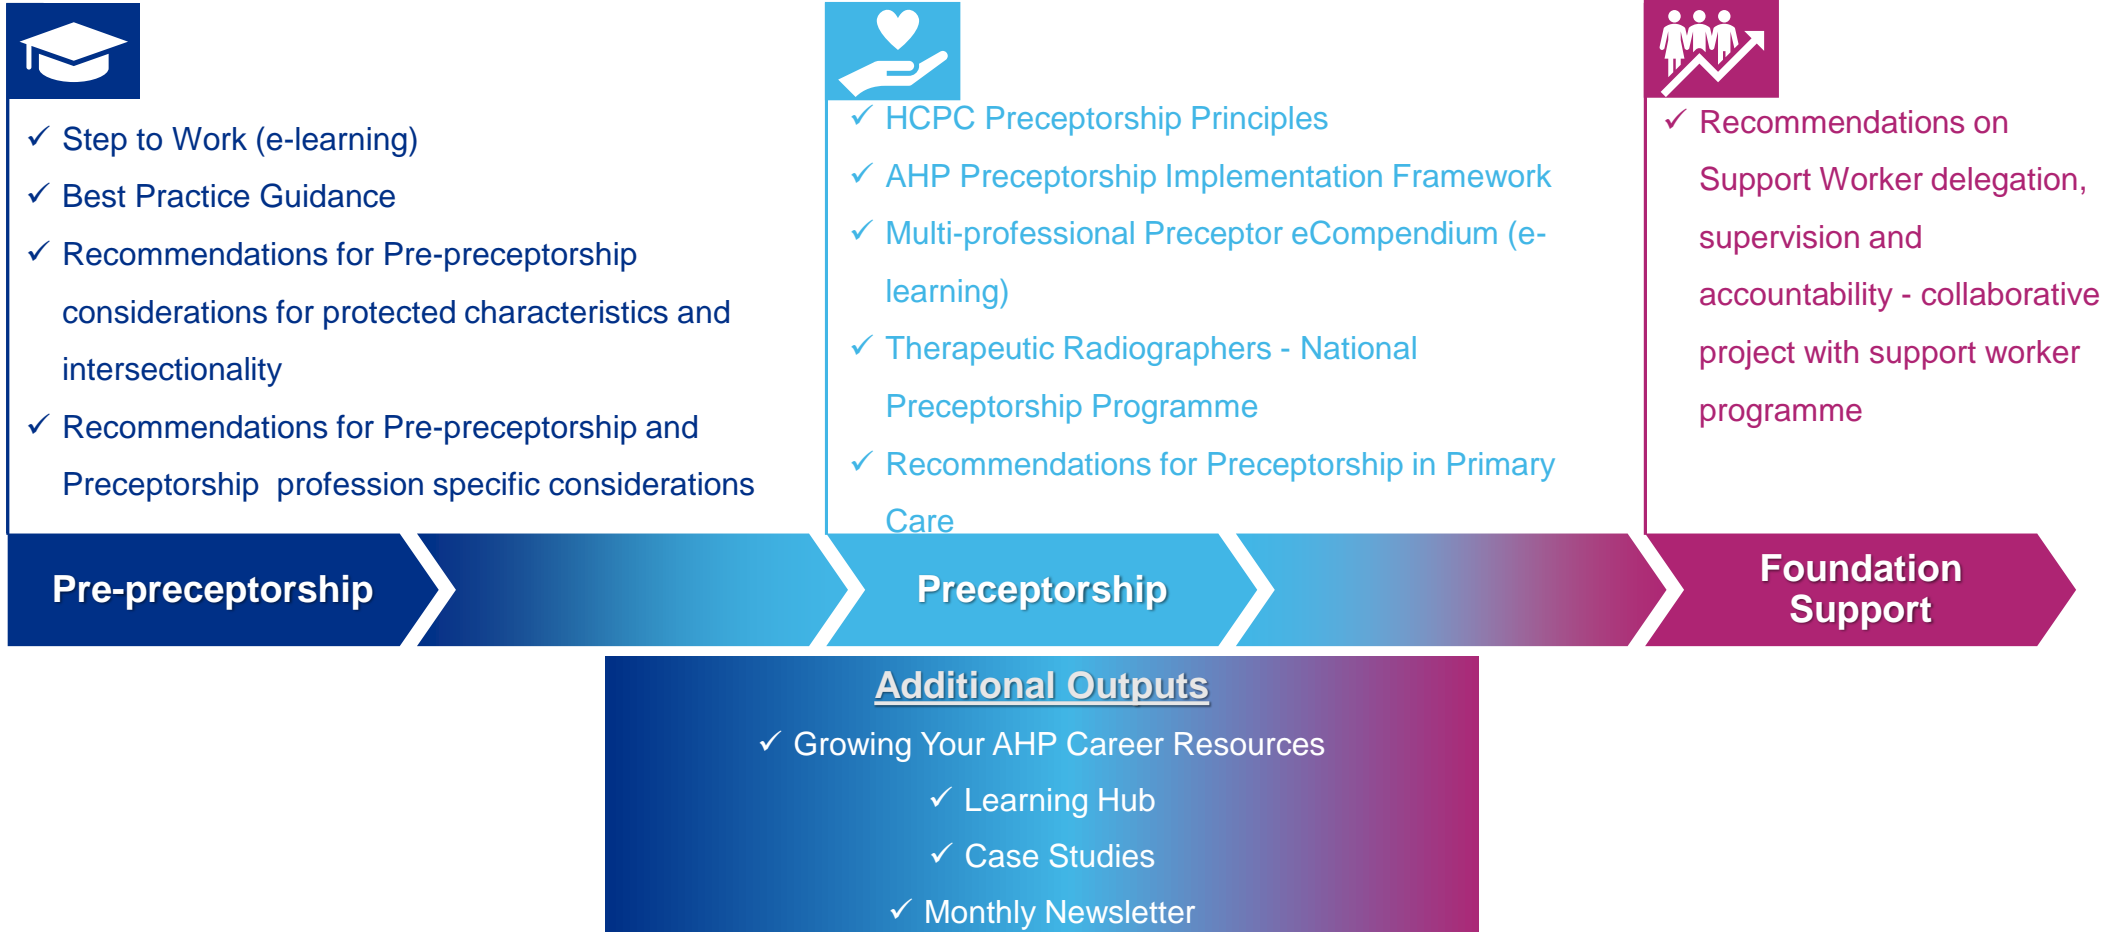 ✓ Step to Work (e-learning)
✓ Best Practice Guidance
✓ Recommendations for Pre-preceptorship
considerations for protected characteristics and
intersectionality
✓ Recommendations for Pre-preceptorship and
Preceptorship  profession specific considerations
✓ HCPC Preceptorship Principles
✓ AHP Preceptorship Implementation Framework
✓ Multi-professional Preceptor eCompendium (e-
learning)
✓ Therapeutic Radiographers - National
Preceptorship Programme
✓ Recommendations for Preceptorship in Primary
Care
✓ Recommendations on
Support Worker delegation,
supervision and
accountability - collaborative
project with support worker
programme
Pre-preceptorship
Preceptorship
Foundation
Support
Additional Outputs
✓ Growing Your AHP Career Resources
✓ Learning Hub
✓ Case Studies
✓ Monthly Newsletter